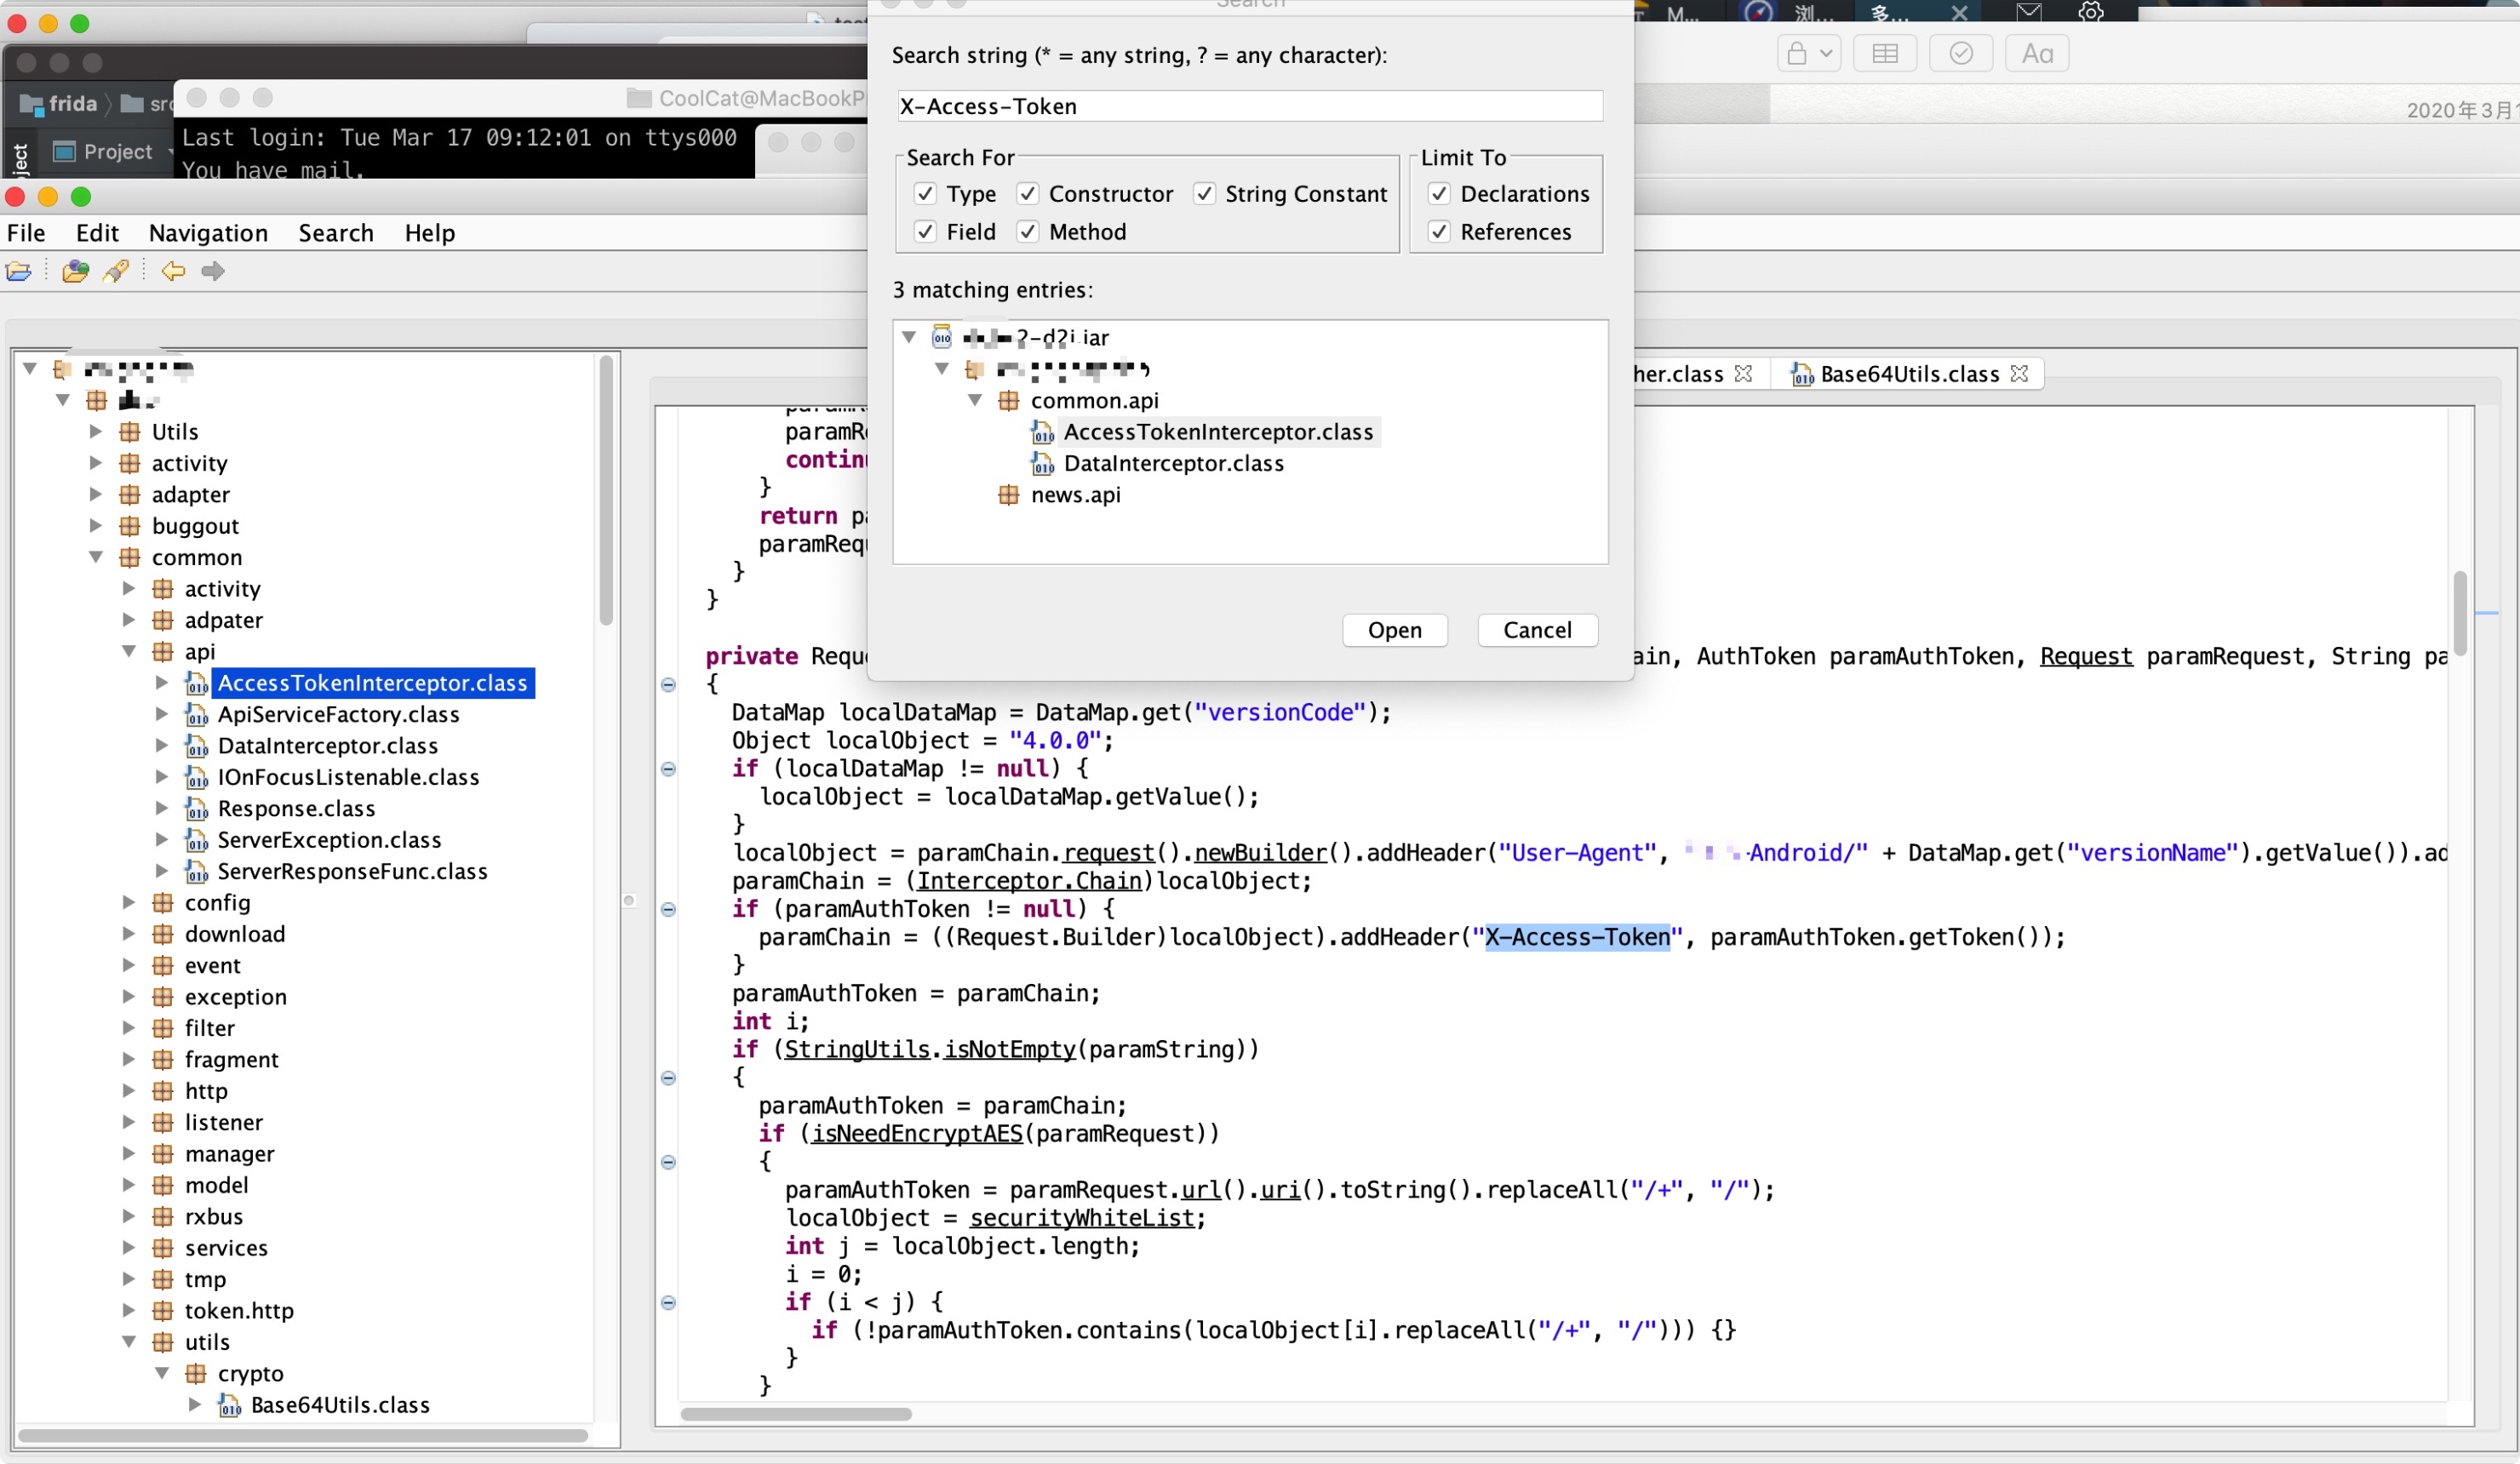 Search
M...
浏...
多...
Search string (* = any string, ? = any character):
Aa
frida
CoolCat@MacBookP
X-Access-Token
2020年3月
Last login: Tue Mar 17 09:12:01 on ttys000
Project
You have mail.
Search For
Limit To
Type
Constructor
String Constant
Declarations
Field
Method
References
File Edit Navigation Search Help
3 matching entries:
2-d2j.jar
common.api
AccessTokenInterceptor.class
DataInterceptor.class
news.api
Open
Cancel
her.class
Base64Utils.class
Utils
activity
adapter
buggout
common
activity
adpater
api
AccessTokenInterceptor.class
ApiServiceFactory.class
DataInterceptor.class
IOnFocusListenable.class
Response.class
ServerException.class
ServerResponseFunc.class
config
download
event
exception
filter
fragment
http
listener
manager
model
rxbus
services
tmp
token.http
utils
crypto
Base64Utils.class
paramR
continu
}
return pa
paramRequ
}
}
private Reque
ain, AuthToken paramAuthToken, Request paramRequest, String pa
{
DataMap localDataMap = DataMap.get("versionCode");
Object localObject = "4.0.0";
if (localDataMap != null) {
localObject = localDataMap.getValue();
}
localObject = paramChain.request().newBuilder().addHeader("User-Agent", -Android/" + DataMap.get("versionName").getValue()).ad
paramChain = (Interceptor.Chain)localObject;
if (paramAuthToken != null) {
paramChain = ((Request.Builder)localObject).addHeader("X-Access-Token", paramAuthToken.getToken());
}
paramAuthToken = paramChain;
int i;
if (StringUtils.isNotEmpty(paramString))
{
paramAuthToken = paramChain;
if (isNeedEncryptAES(paramRequest))
{
paramAuthToken = paramRequest.url().uri().toString().replaceAll("/+", "/");
localObject = securityWhiteList;
int j = localObject.length;
i = 0;
if (i < j) {
if (!paramAuthToken.contains(localObject[i].replaceAll("/+", "/"))) {}
}
}